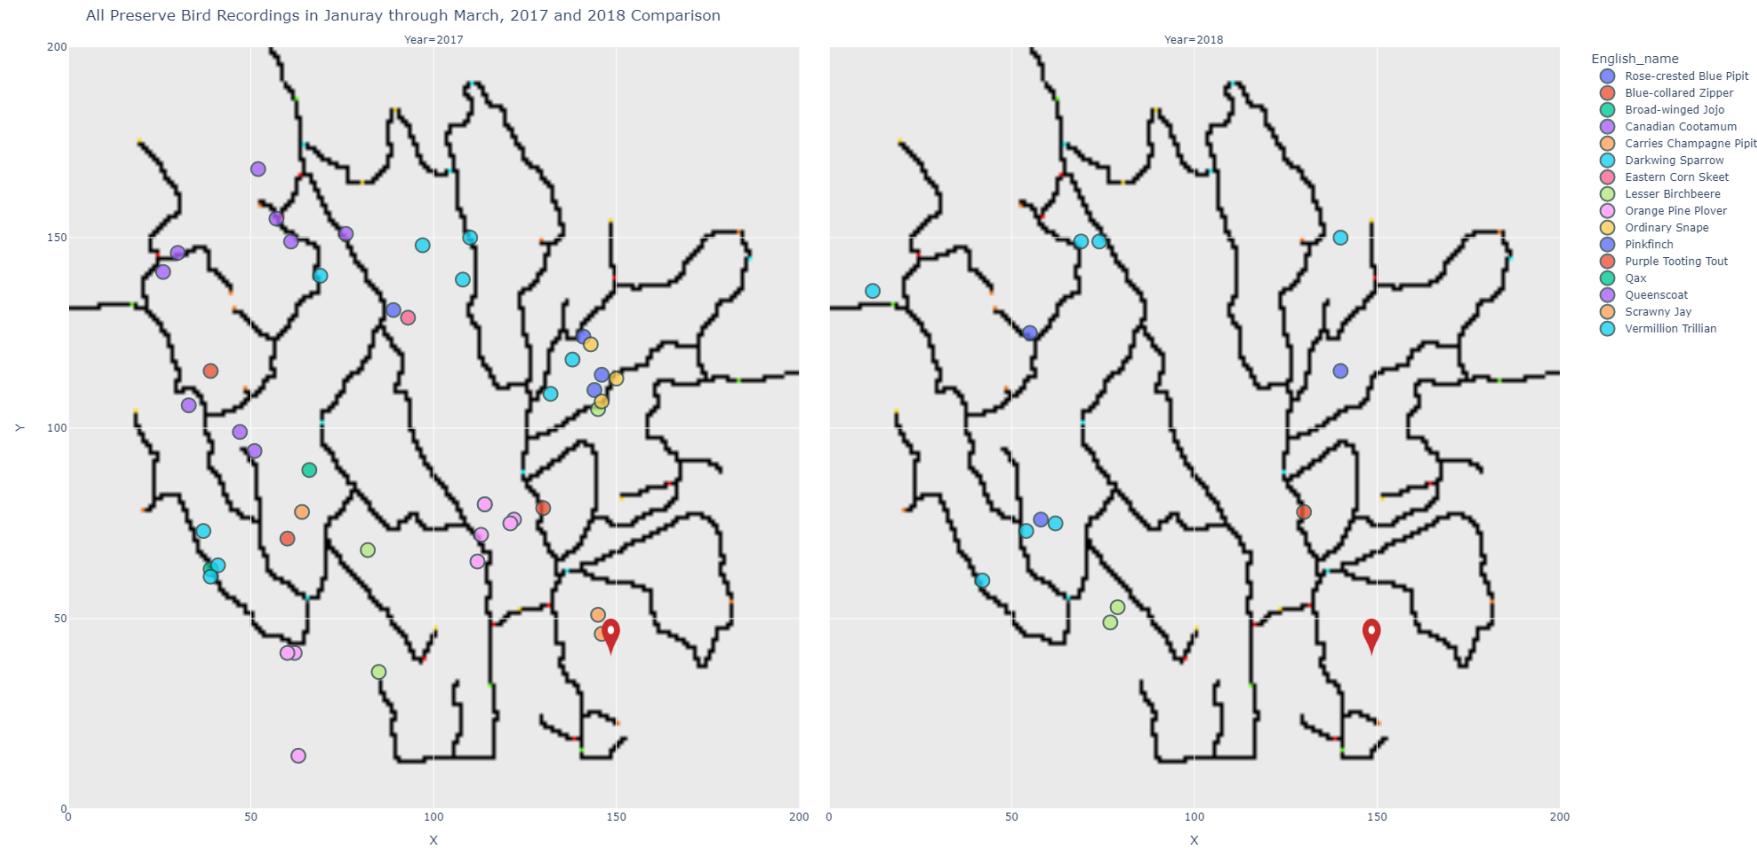 All Preserve Bird Recordings in Januray through March, 2017 and 2018 Comparison
Year=2017
Year=2018
English_name
Rose-crested Blue Pipit
Blue-collared Zipper
Broad-winged Jojo
Canadian Cootamum
Carries Champagne Pipit
Darkwing Sparrow
Eastern Corn Skeet
Lesser Birchbeere
Orange Pine Plover
Ordinary Snape
Pinkfinch
Purple Tooting Tout
Qax
Queenscoat
Scrawny Jay
Vermillion Trillian
200
150
100
50
0
Y
0
50
100
150
200
X
0
50
100
150
200
X